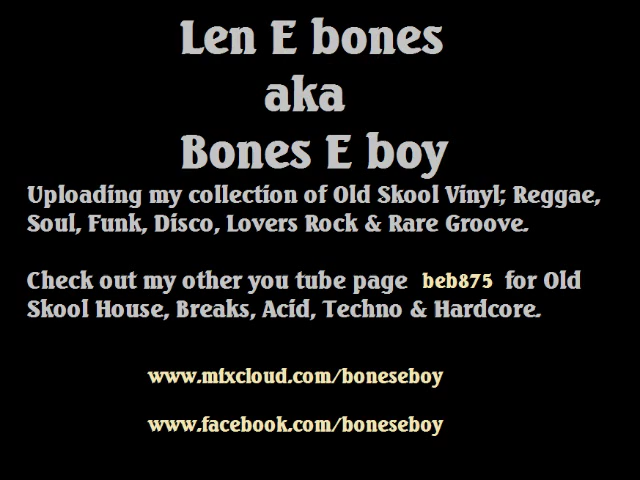 Len E bones
aka
Bones E boy
Uploading my collection of Old Skool Vinyl; Reggae,
Soul, Funk, Disco, Lovers Rock & Rare Groove.
Check out my other you tube page beb875 for Old
Skool House, Breaks, Acid, Techno & Hardcore.
www.mixcloud.com/boneseboy
www.facebook.com/boneseboy